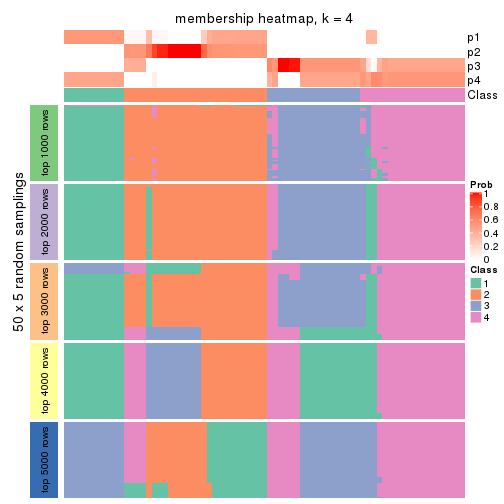 membership heatmap, k = 4
p1
p2
p3
p4
Class
50 x 5 random samplings
top 1000 rows
top 2000 rows
top 3000 rows
top 4000 rows
top 5000 rows
Prob
1
0.8
0.6
0.4
0.2
0
Class
1
2
3
4